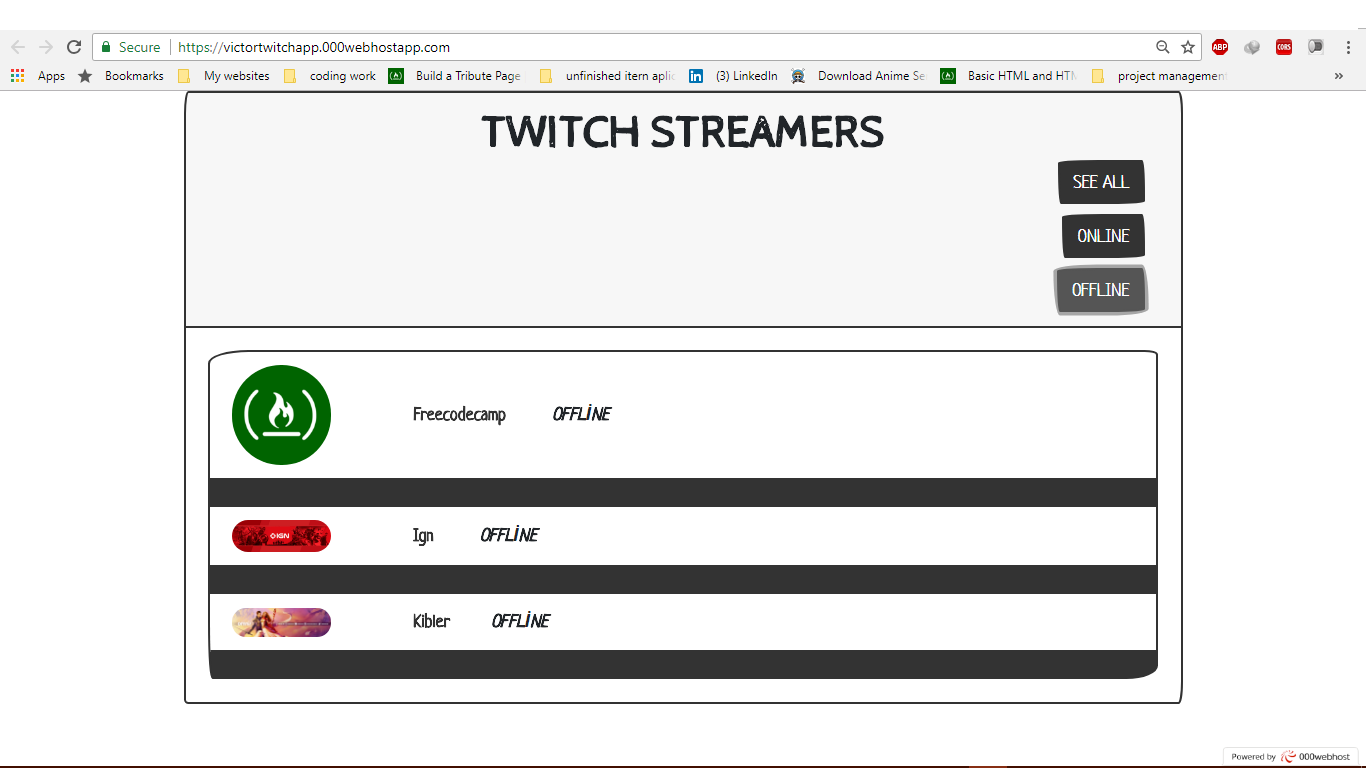 Secure https://victortwitchapp.000webhostapp.com ABP CORS
Apps Bookmarks My websites coding work Build a Tribute Page unfinished itern aplic (3) LinkedIn Download Anime Se Basic HTML and HTM project management »
TWITCH STREAMERS
SEE ALL
ONLINE
OFFLINE
Freecodecamp OFFLİNE
IGN
Ign OFFLİNE
Kibler OFFLİNE
Powered by 000webhost